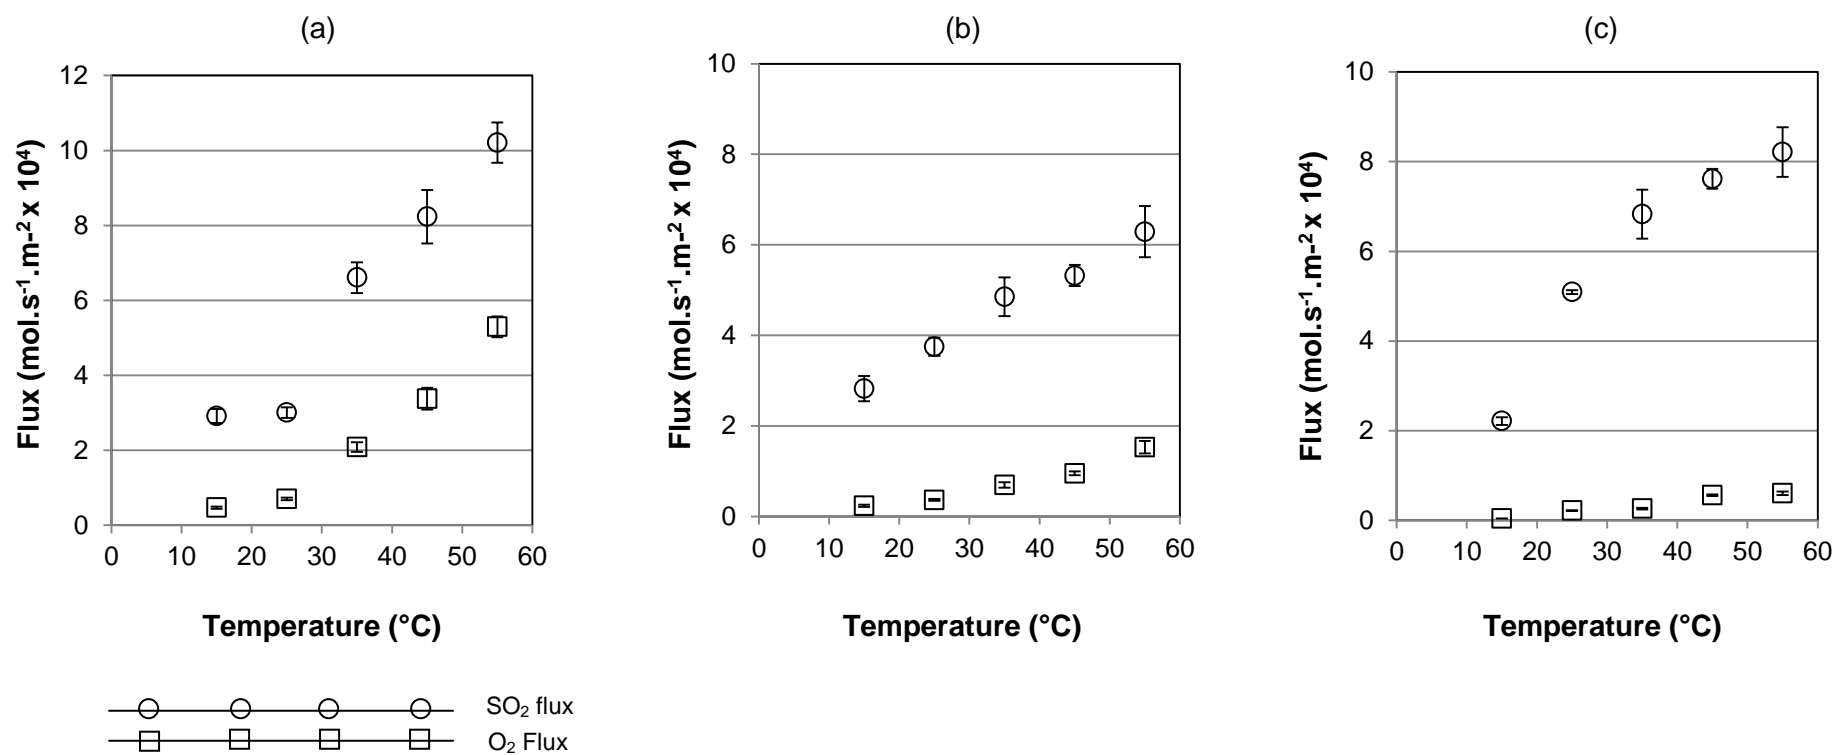 (a)
12
10
8
6
4
2
0
0 10 20 30 40 50 60
Flux (mol.s⁻¹.m-² x 10⁴)
Temperature (°C)
(b)
10
8
6
4
2
0
0 10 20 30 40 50 60
Flux (mol.s⁻¹.m-² x 10⁴)
Temperature (°C)
(c)
10
8
6
4
2
0
0 10 20 30 40 50 60
Flux (mol.s⁻¹.m-² x 10⁴)
Temperature (°C)
SO₂ flux
O₂ Flux